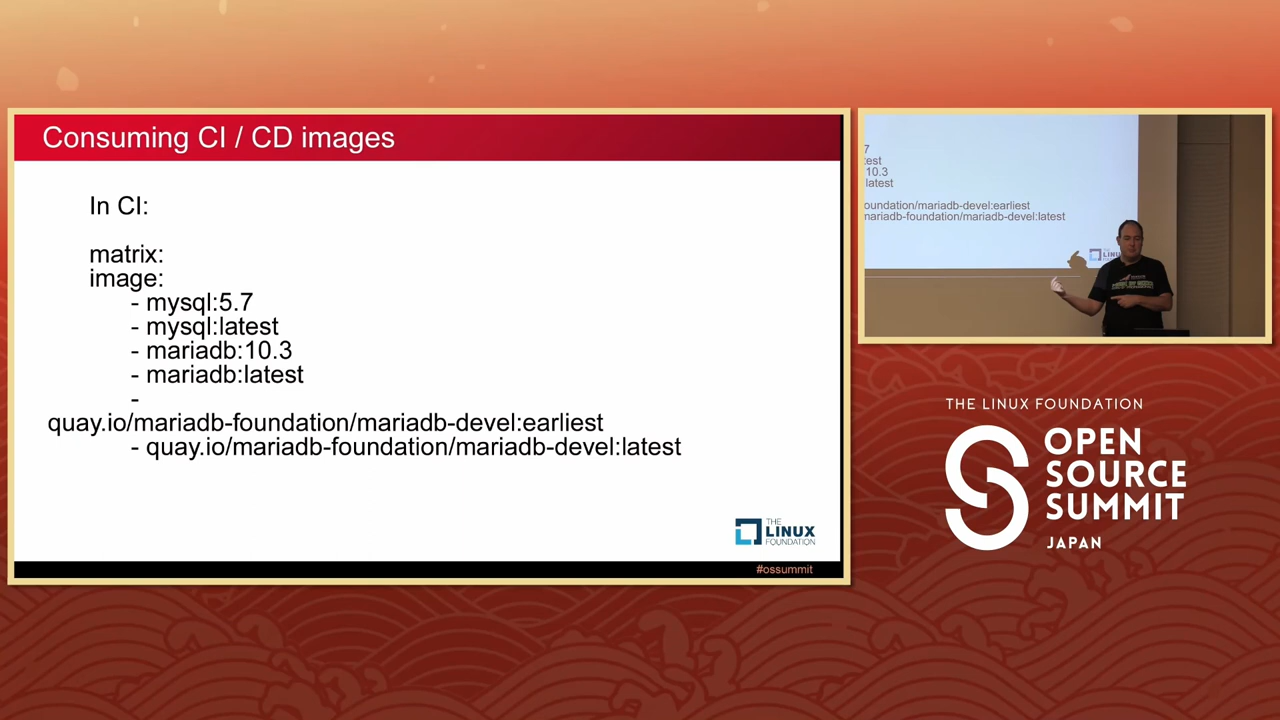 Consuming CI / CD images
In CI:
matrix:
image:
- mysql:5.7
- mysql:latest
- mariadb:10.3
- mariadb:latest
-
quay.io/mariadb-foundation/mariadb-devel:earliest
- quay.io/mariadb-foundation/mariadb-devel:latest
THE
LINUX
FOUNDATION
#ossummit
7
test
10.3
latest
oundation/mariadb-devel:earliest
mariadb-foundation/mariadb-devel:latest
THE LINUX FOUNDATION
OPEN
SOURCE
SUMMIT
JAPAN